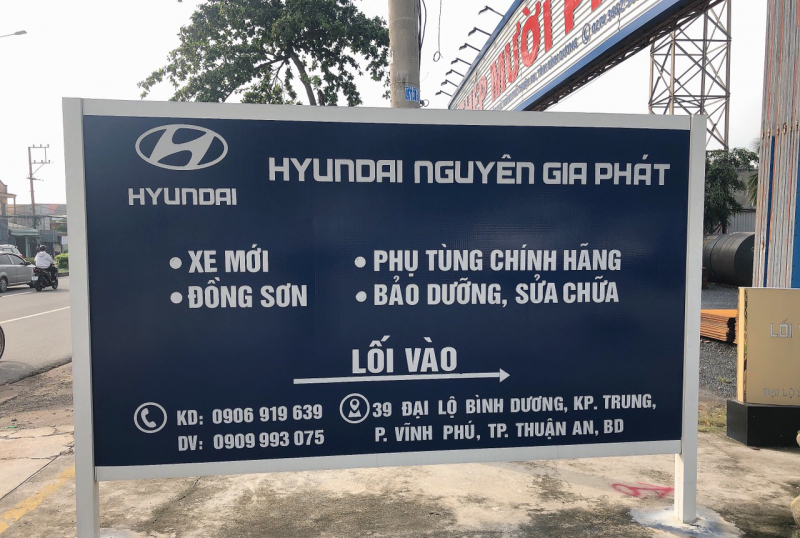 MƯỜI
HYUNDAI
HYUNDAI NGUYÊN GIA PHÁT
• XE MỚI
• PHỤ TÙNG CHÍNH HÃNG
• ĐỒNG SƠN
• BẢO DƯỠNG, SỬA CHỮA
LỐI VÀO
KD: 0906 919 639
DV: 0909 993 075
39 ĐẠI LỘ BÌNH DƯƠNG, KP. TRUNG,
P. VĨNH PHÚ, TP. THUẬN AN, BD
LỐI